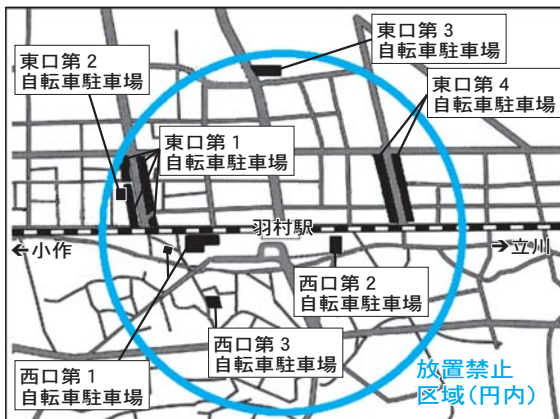 東口第3
自転車駐車場
東口第2
自転車駐車場
東口第4
自転車駐車場
東口第1
自転車駐車場
羽村駅
←小作
→立川
西口第2
自転車駐車場
西口第3
自転車駐車場
西口第1
自転車駐車場
放置禁止
区域(円内)